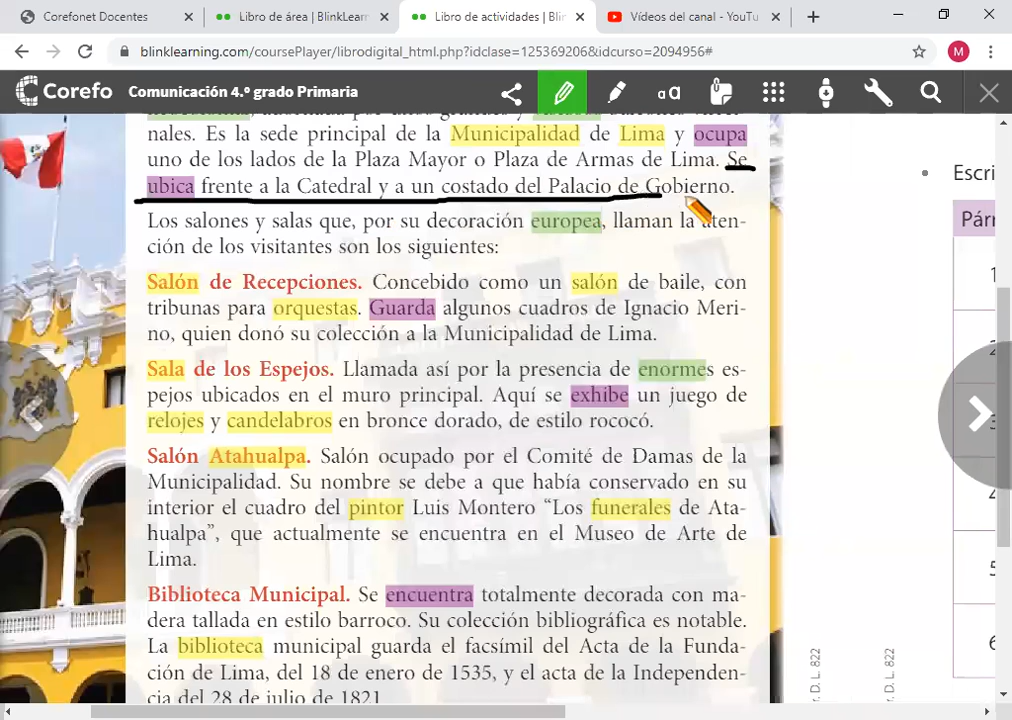 Corefonet Docentes
Libro de área | BlinkLear
Libro de actividades | Blin
Vídeos del canal - YouTu
blinklearning.com/coursePlayer/librodigital_html.php?idclase=125369206&idcurso=2094956#
M
Corefo
Comunicación 4.° grado Primaria
aa
nales. Es la sede principal de la Municipalidad de Lima y ocupa
uno de los lados de la Plaza Mayor o Plaza de Armas de Lima. Se
ubica frente a la Catedral y a un costado del Palacio de Gobierno.
Los salones y salas que, por su decoración europea, llaman la aten-
ción de los visitantes son los siguientes:
Salón de Recepciones. Concebido como un salón de baile, con
tribunas para orquestas. Guarda algunos cuadros de Ignacio Meri-
no, quien donó su colección a la Municipalidad de Lima.
Sala de los Espejos. Llamada así por la presencia de enormes es-
pejos ubicados en el muro principal. Aquí se exhibe un juego de
relojes y candelabros en bronce dorado, de estilo rococó.
Salón Atahualpa. Salón ocupado por el Comité de Damas de la
Municipalidad. Su nombre se debe a que había conservado en su
interior el cuadro del pintor Luis Montero “Los funerales de Ata-
hualpa”, que actualmente se encuentra en el Museo de Arte de
Lima.
Biblioteca Municipal. Se encuentra totalmente decorada con ma-
dera tallada en estilo barroco. Su colección bibliográfica es notable.
La biblioteca municipal guarda el facsímil del Acta de la Funda-
ción de Lima, del 18 de enero de 1535, y el acta de la Independen-
cia del 28 de julio de 1821
Escri
Párr
1
2
3
4
5
6
r. D. L. 822
r. D. L. 822